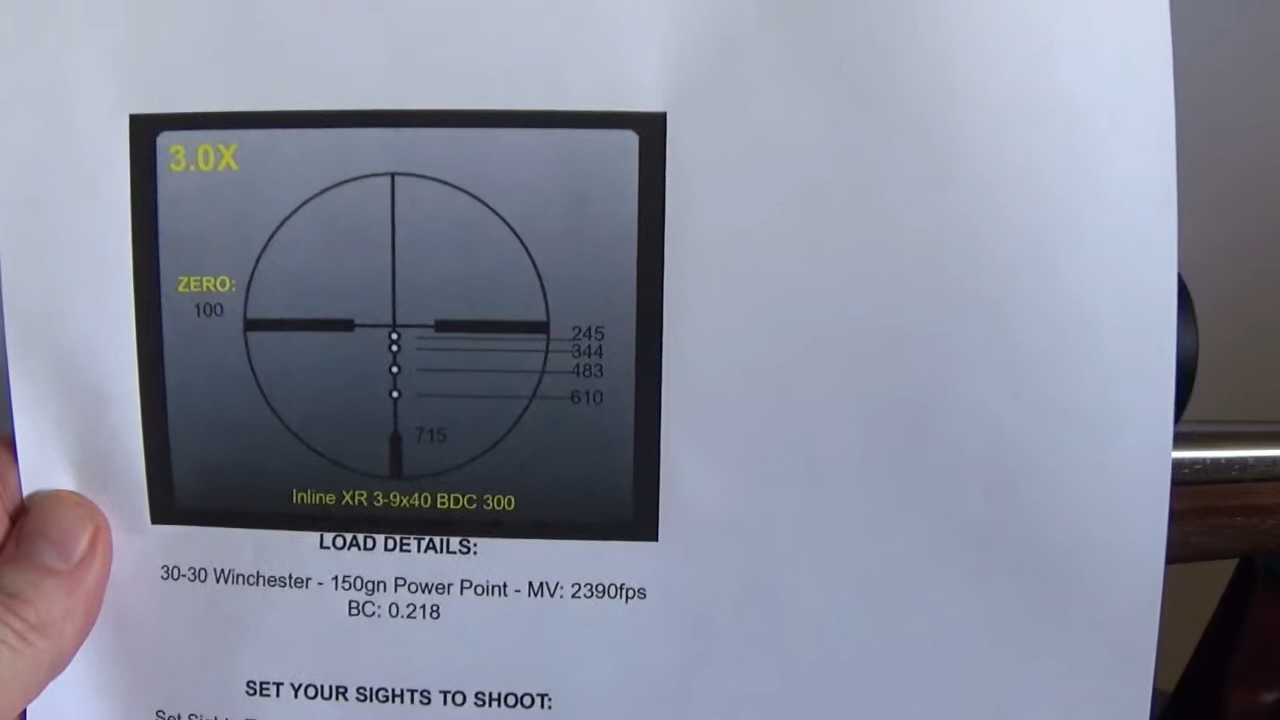 3.0X
ZERO:
100
245
344
483
610
715
Inline XR 3-9x40 BDC 300
LOAD DETAILS:
30-30 Winchester - 150gn Power Point - MV: 2390fps
BC: 0.218
SET YOUR SIGHTS TO SHOOT: